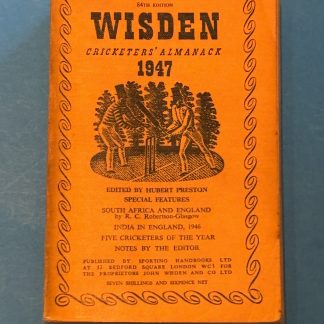 84TH EDITION
WISDEN
CRICKETERS' ALMANACK
1947
EDITED BY HUBERT PRESTON
SPECIAL FEATURES
SOUTH AFRICA AND ENGLAND
by R. C. Robertson-Glasgow
INDIA IN ENGLAND, 1946
FIVE CRICKETERS OF THE YEAR
NOTES BY THE EDITOR
PUBLISHED BY SPORTING HANDBOOKS LTD
AT 13 BEDFORD SQUARE LONDON WC1 FOR
THE PROPRIETORS JOHN WISDEN AND CO LTD
SEVEN SHILLINGS AND SIXPENCE NET